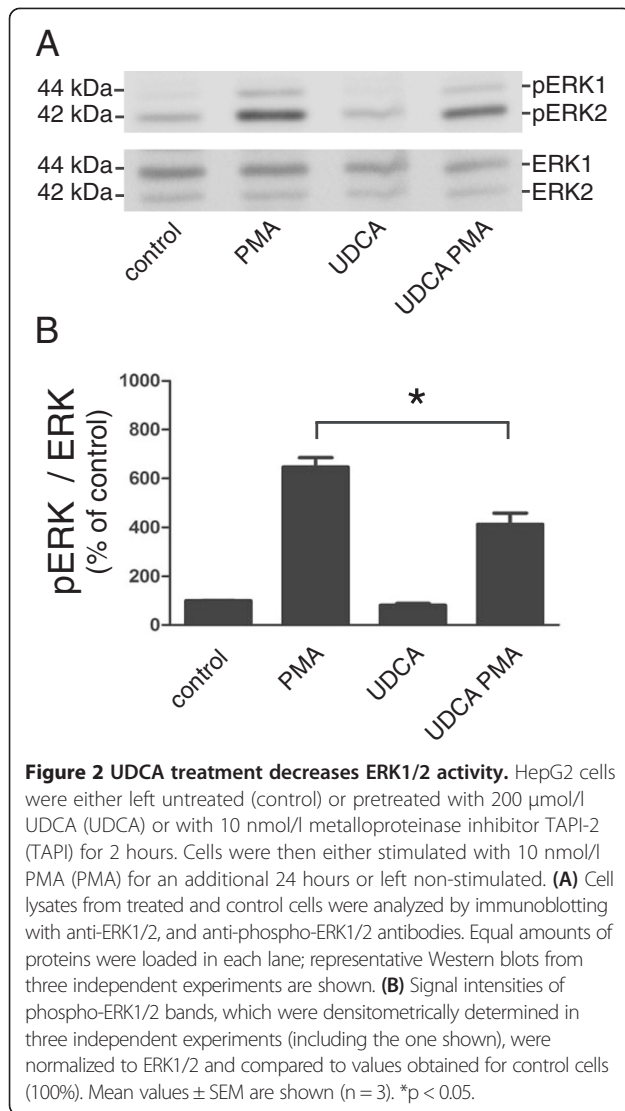 A
44 kDa
pERK1
42 kDa
pERK2
44 kDa
ERK1
42 kDa
ERK2
control
PMA
UDCA
UDCA PMA
B
pERK / ERK
(% of control)
1000
800
600
400
200
0
*
control
PMA
UDCA
UDCA PMA
Figure 2 UDCA treatment decreases ERK1/2 activity. HepG2 cells
were either left untreated (control) or pretreated with 200 μmol/l
UDCA (UDCA) or with 10 nmol/l metalloproteinase inhibitor TAPI-2
(TAPI) for 2 hours. Cells were then either stimulated with 10 nmol/l
PMA (PMA) for an additional 24 hours or left non-stimulated. (A) Cell
lysates from treated and control cells were analyzed by immunoblotting
with anti-ERK1/2, and anti-phospho-ERK1/2 antibodies. Equal amounts of
proteins were loaded in each lane; representative Western blots from
three independent experiments are shown. (B) Signal intensities of
phospho-ERK1/2 bands, which were densitometrically determined in
three independent experiments (including the one shown), were
normalized to ERK1/2 and compared to values obtained for control cells
(100%). Mean values ± SEM are shown (n = 3). *p < 0.05.